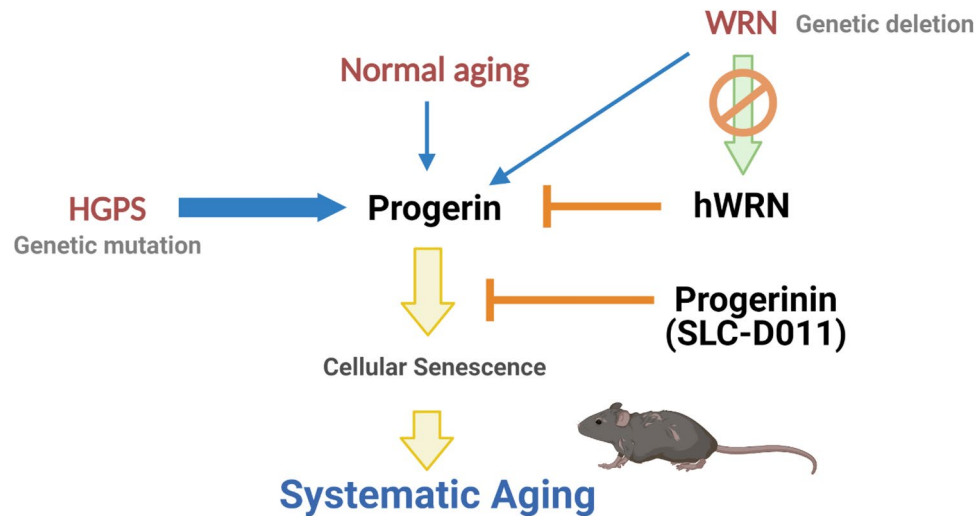 WRN Genetic deletion
Normal aging
HGPS
Genetic mutation
Progerin
hWRN
Progerinin
(SLC-D011)
Cellular Senescence
Systematic Aging